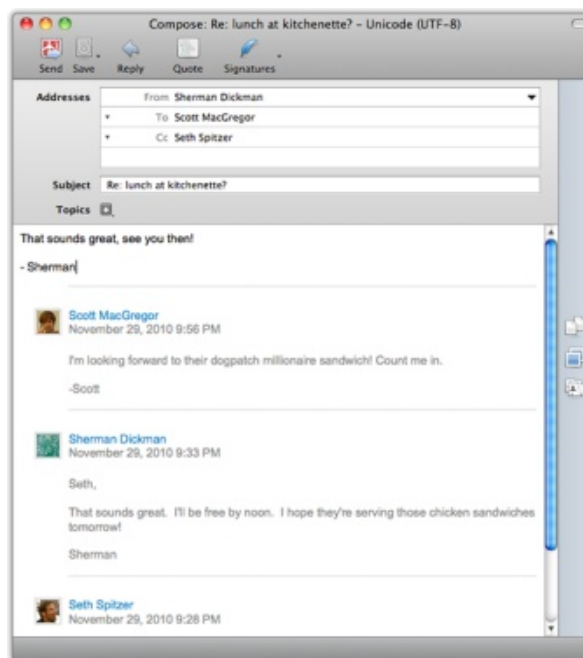 Compose: Re: lunch at kitchenette? – Unicode (UTF-8)
Send Save Reply Quote Signatures
Addresses From Sherman Dickman
To Scott MacGregor
Cc Seth Spitzer
Subject Re: lunch at kitchenette?
Topics
That sounds great, see you then!
- Sherman
Scott MacGregor
November 29, 2010 9:56 PM
I'm looking forward to their dogpatch millionaire sandwich! Count me in.
-Scott
Sherman Dickman
November 29, 2010 9:33 PM
Seth,
That sounds great. I'll be free by noon. I hope they're serving those chicken sandwiches
tomorrow!
Sherman
Seth Spitzer
November 29, 2010 9:28 PM